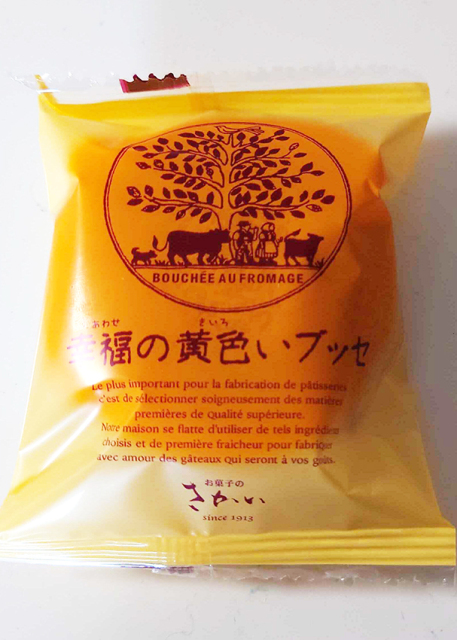 BOUCHÉE AU FROMAGE
しあわせ きいろ
幸福の黄色いブッセ
Le plus important pour la fabrication de pâtisseries
c'est de sélectionner soigneusement des matières
premières de qualité supérieure.
Notre maison se flatte d'utiliser de tels ingrédients
choisis et de première fraicheur pour fabriquer
avec amour des gâteaux qui seront à vos goûts.
お菓子の
さかい
since 1913